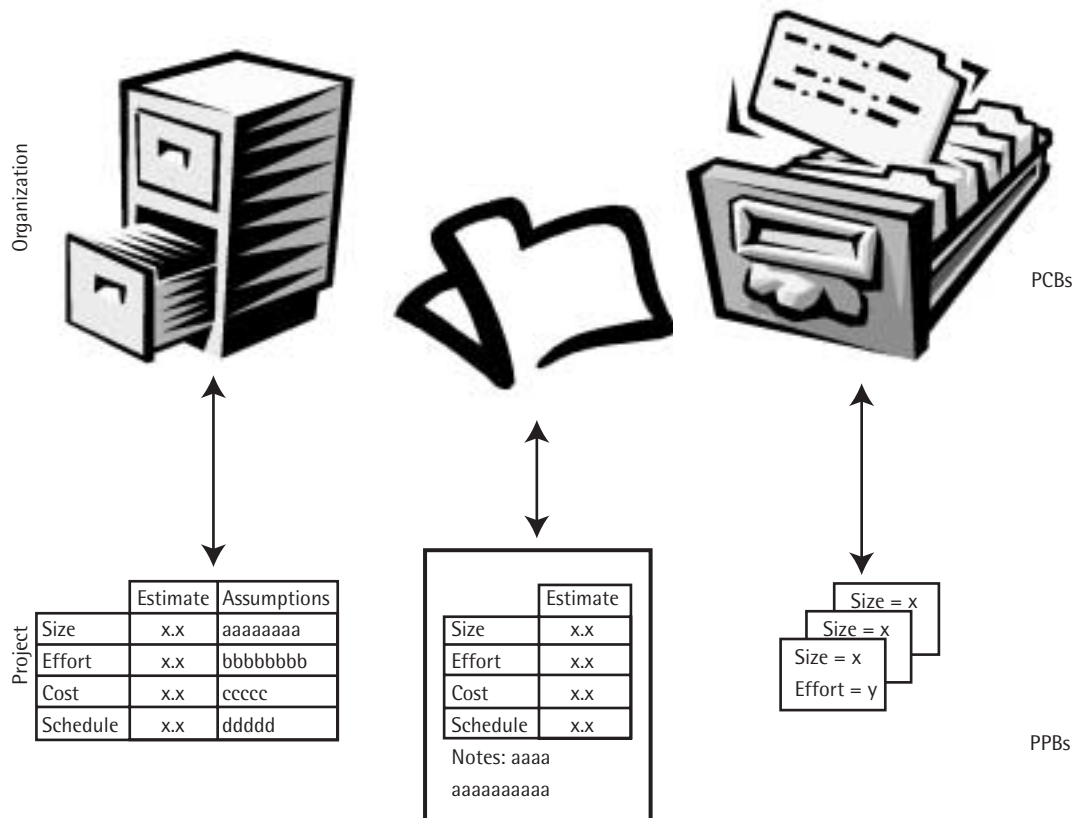 Organization
PCBs
Project
Estimate Assumptions
Size x.x aaaaaaaa
Effort x.x bbbbbbbb
Cost x.x ccccc
Schedule x.x ddddd
Estimate
Size x.x
Effort x.x
Cost x.x
Schedule x.x
Notes: aaaa
aaaaaaaaaa
Size = x
Size = x
Size = x
Effort = y
PPBs